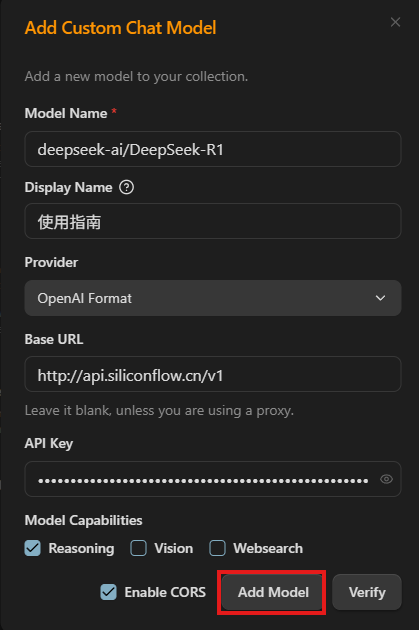 Add Custom Chat Model
Add a new model to your collection.
Model Name *
deepseek-ai/DeepSeek-R1
Display Name ?
使用指南
Provider
OpenAI Format
Base URL
http://api.siliconflow.cn/v1
Leave it blank, unless you are using a proxy.
API Key
Model Capabilities
Reasoning Vision Websearch
Enable CORS Add Model Verify